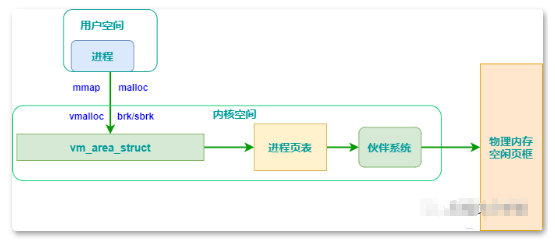 用户空间
进程
mmap malloc
vmalloc brk/sbrk
内核空间
vm_area_struct
进程页表
伙伴系统
物理内存
空闲页框